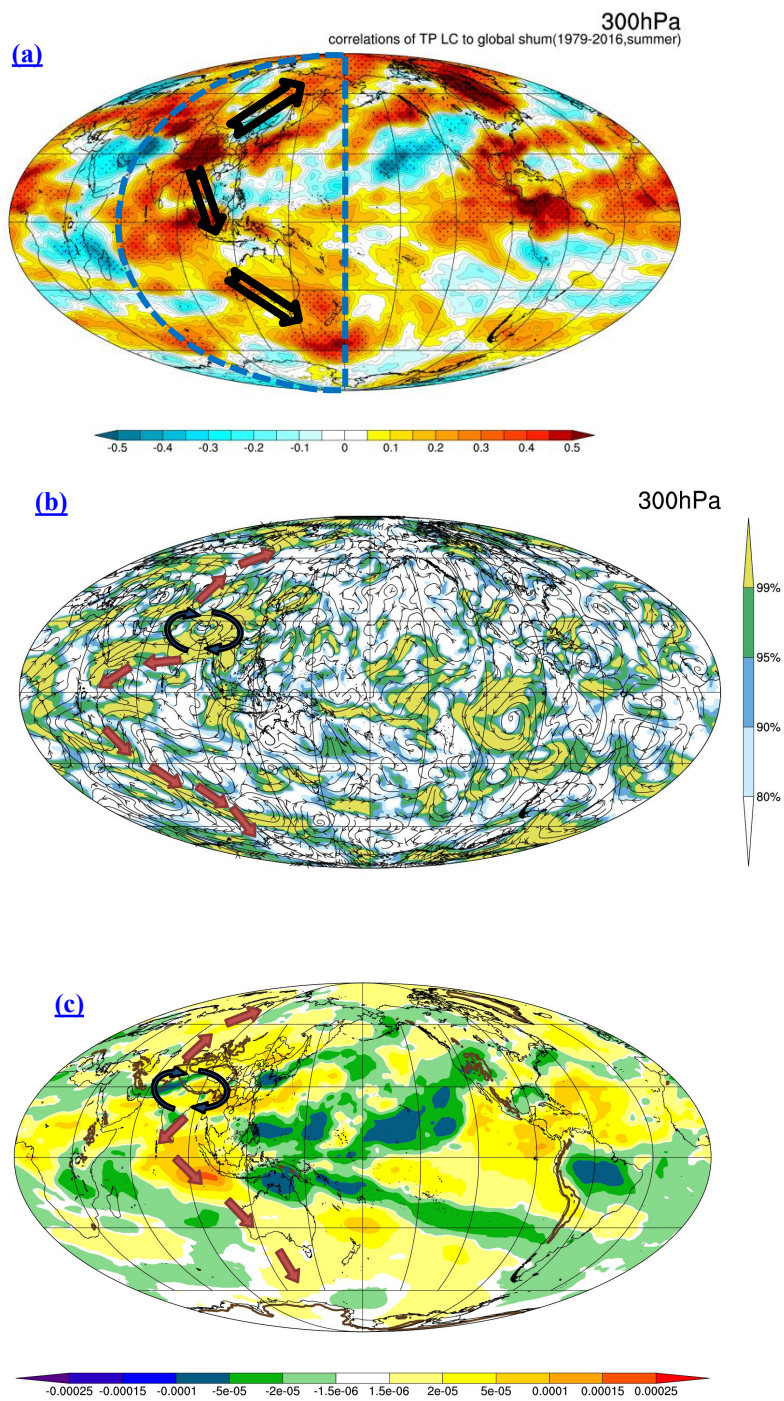 300hPa
correlations of TP LC to global shum(1979-2016,summer)
(a)
-0.5 -0.4 -0.3 -0.2 -0.1 0 0.1 0.2 0.3 0.4 0.5
(b)
300hPa
99%
95%
90%
80%
(c)
-0.00025 -0.00015 -0.0001 -5e-05 -2e-05 -1.5e-06 1.5e-06 2e-05 5e-05 0.0001 0.00015 0.00025